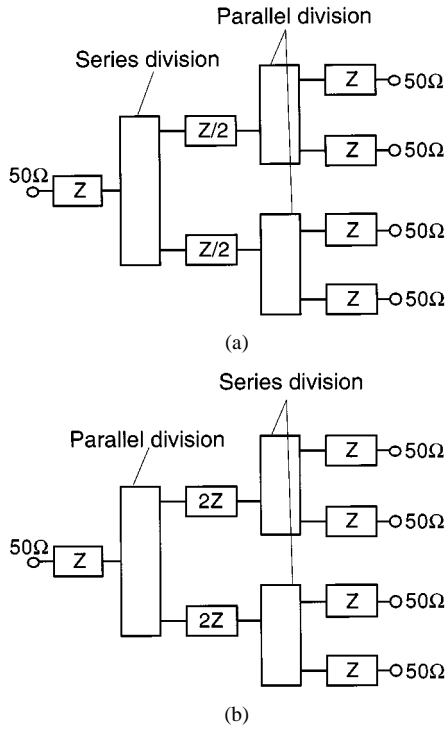 Parallel division
Series division
Z
50Ω
Z/2
50Ω
Z
Z
50Ω
Z
50Ω
Z/2
Z
50Ω
(a)
Series division
Parallel division
Z
50Ω
2Z
50Ω
Z
Z
50Ω
Z
50Ω
2Z
Z
50Ω
(b)